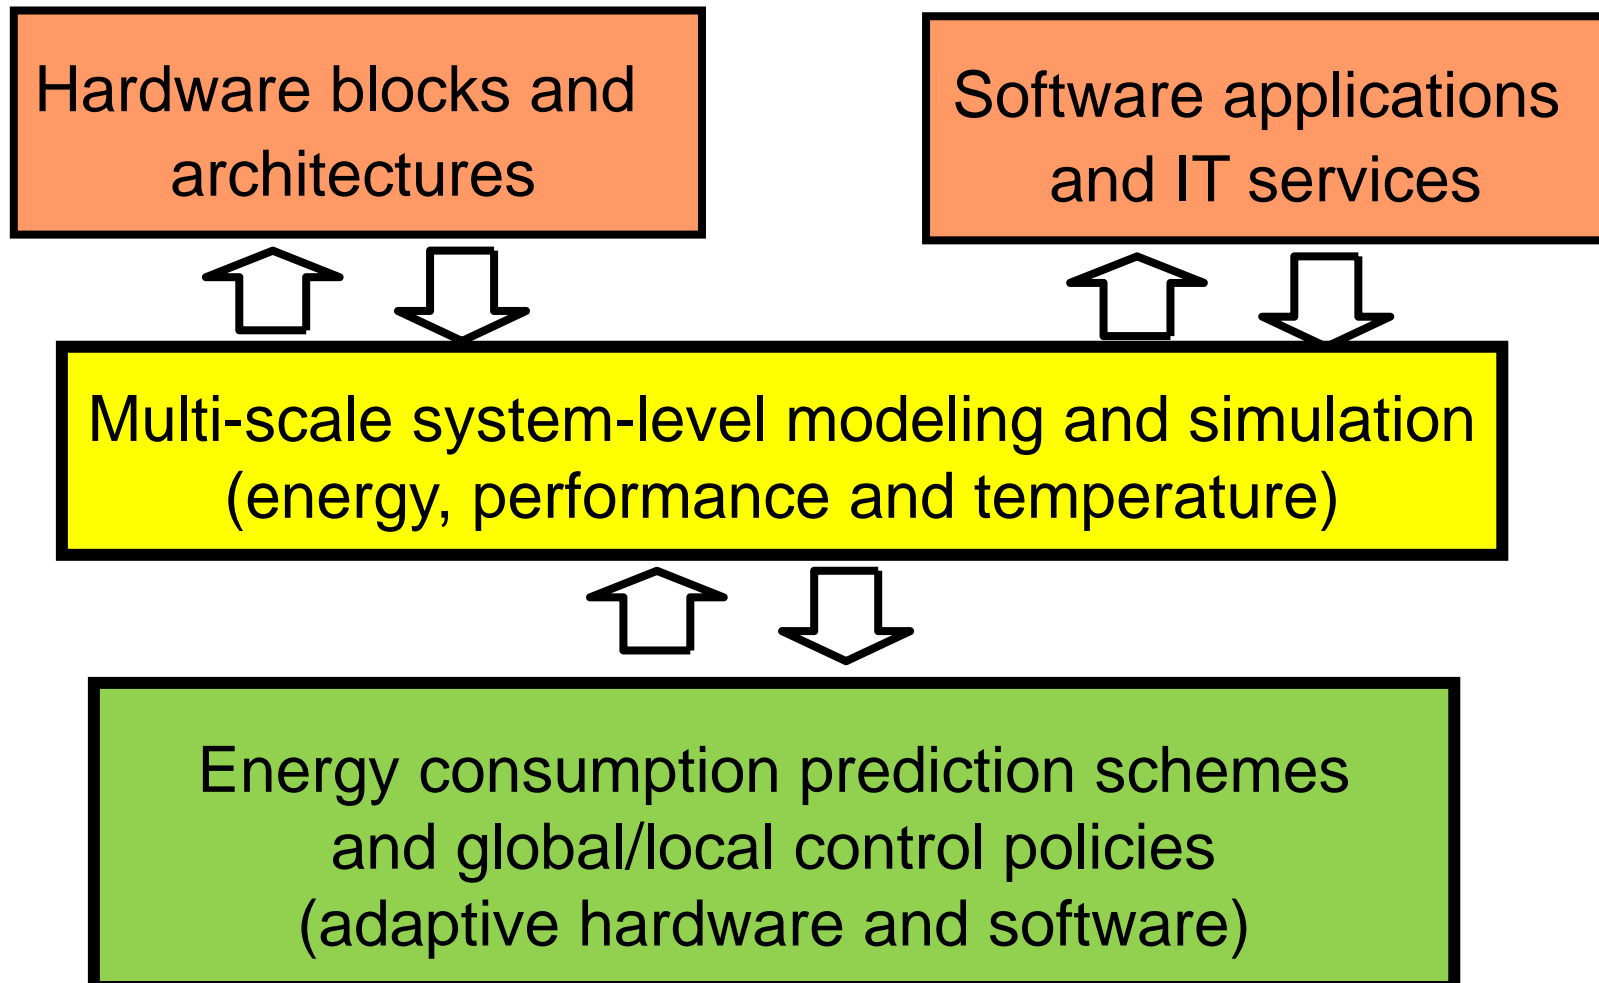 Hardware blocks and
architectures
Software applications
and IT services
Multi-scale system-level modeling and simulation
(energy, performance and temperature)
Energy consumption prediction schemes
and global/local control policies
(adaptive hardware and software)